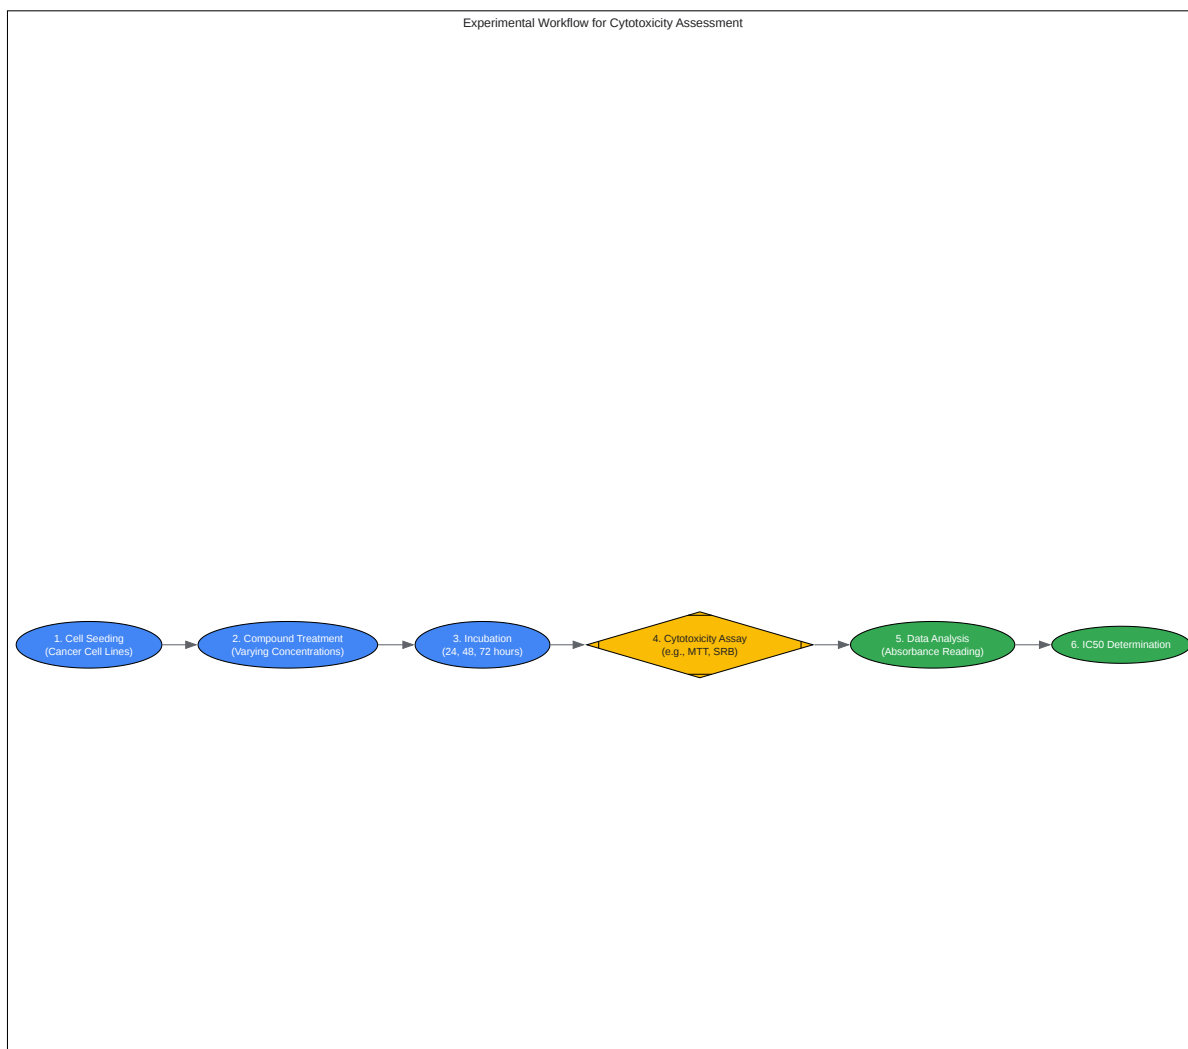 Experimental Workflow for Cytotoxicity Assessment
1. Cell Seeding
(Cancer Cell Lines)
2. Compound Treatment
(Varying Concentrations)
3. Incubation
(24, 48, 72 hours)
4. Cytotoxicity Assay
(e.g., MTT, SRB)
5. Data Analysis
(Absorbance Reading)
6. IC50 Determination